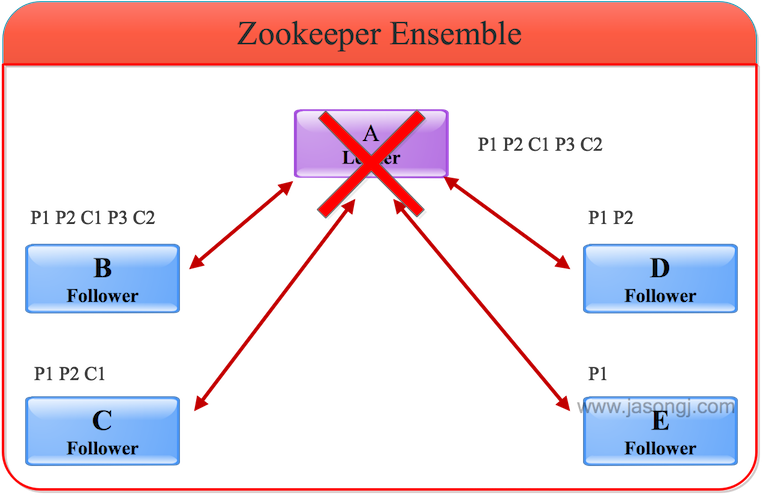 Zookeeper Ensemble
A
Leader
P1 P2 C1 P3 C2
P1 P2 C1 P3 C2
B
Follower
P1 P2
D
Follower
P1 P2 C1
C
Follower
P1
www.jasongj.com
E
Follower